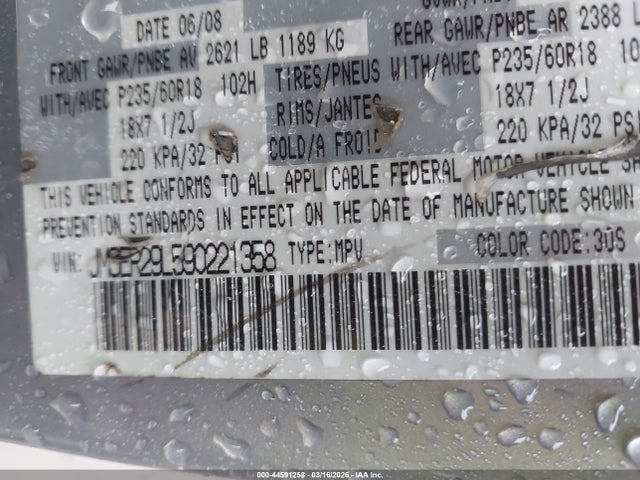 DATE 06/08
FRONT GAWR/PNBE AV 2621 LB 1189 KG REAR GAWR/PNBE AR 2388
WITH/AVEC P235/60R18 102H TIRES/PNEUS WITH/AVEC P235/60R18
18X7 1/2J RIMS/JANTES 18X7 1/2J
220 KPA/32 COLD/A FROID 220 KPA/32 PSI
THIS VEHICLE CONFORMS TO ALL APPLICABLE FEDERAL MOTOR VEHICLE
PREVENTION STANDARDS IN EFFECT ON THE DATE OF MANUFACTURE SHOWN
VIN: JM3ER29L590221358 TYPE:MPV COLOR CODE:30S
000-44591258 - 03/16/2026 - IAAI, Inc.